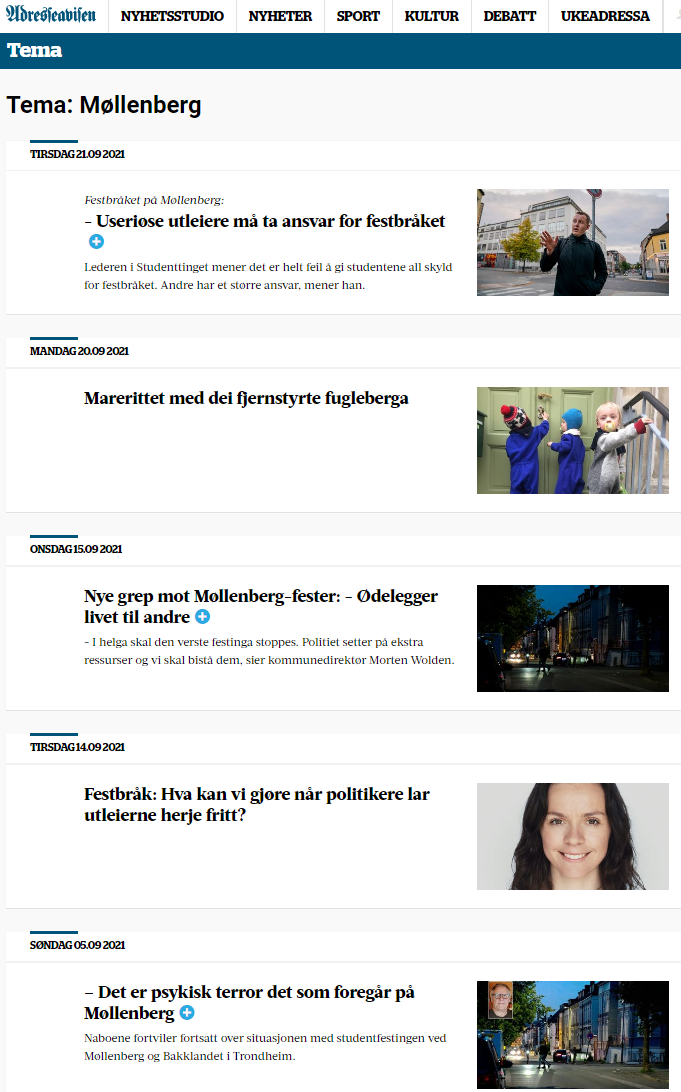 Adresseavisen NYHETSSTUDIO NYHETER SPORT KULTUR DEBATT UKEADRESSA
Tema
Tema: Møllenberg
TIRSDAG 21.09 2021
Festbråket på Møllenberg:
– Useriøse utleiere må ta ansvar for festbråket
Lederen i Studenttinget mener det er helt feil å gi studentene all skyld
for festbråket. Andre har et større ansvar, mener han.
MANDAG 20.09 2021
Marerittet med dei fjernstyrte fugleberga
ONSDAG 15.09 2021
Nye grep mot Møllenberg-fester: – Ødelegger
livet til andre
– I helga skal den verste festinga stoppes. Politiet setter på ekstra
ressurser og vi skal bistå dem, sier kommunedirektør Morten Wolden.
TIRSDAG 14.09 2021
Festbråk: Hva kan vi gjøre når politikere lar
utleierne herje fritt?
SØNDAG 05.09 2021
– Det er psykisk terror det som foregår på
Møllenberg
Naboene fortviler fortsatt over situasjonen med studentfestingen ved
Møllenberg og Bakklandet i Trondheim.